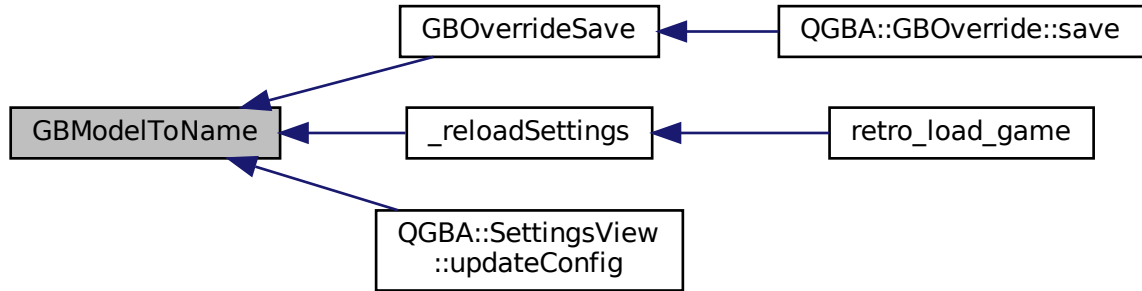 GBOverrideSave
QGBA::GBOverride::save
GBModelToName
_reloadSettings
retro_load_game
QGBA::SettingsView
::updateConfig